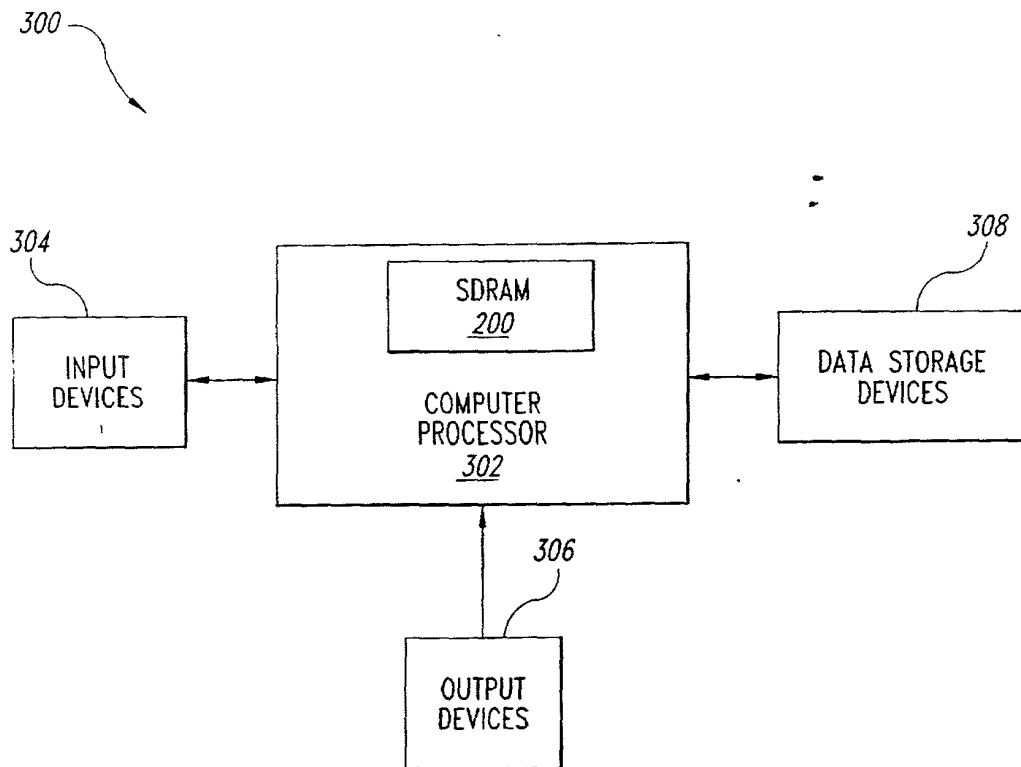 300
304
INPUT
DEVICES
SDRAM
200
COMPUTER
PROCESSOR
302
308
DATA STORAGE
DEVICES
306
OUTPUT
DEVICES